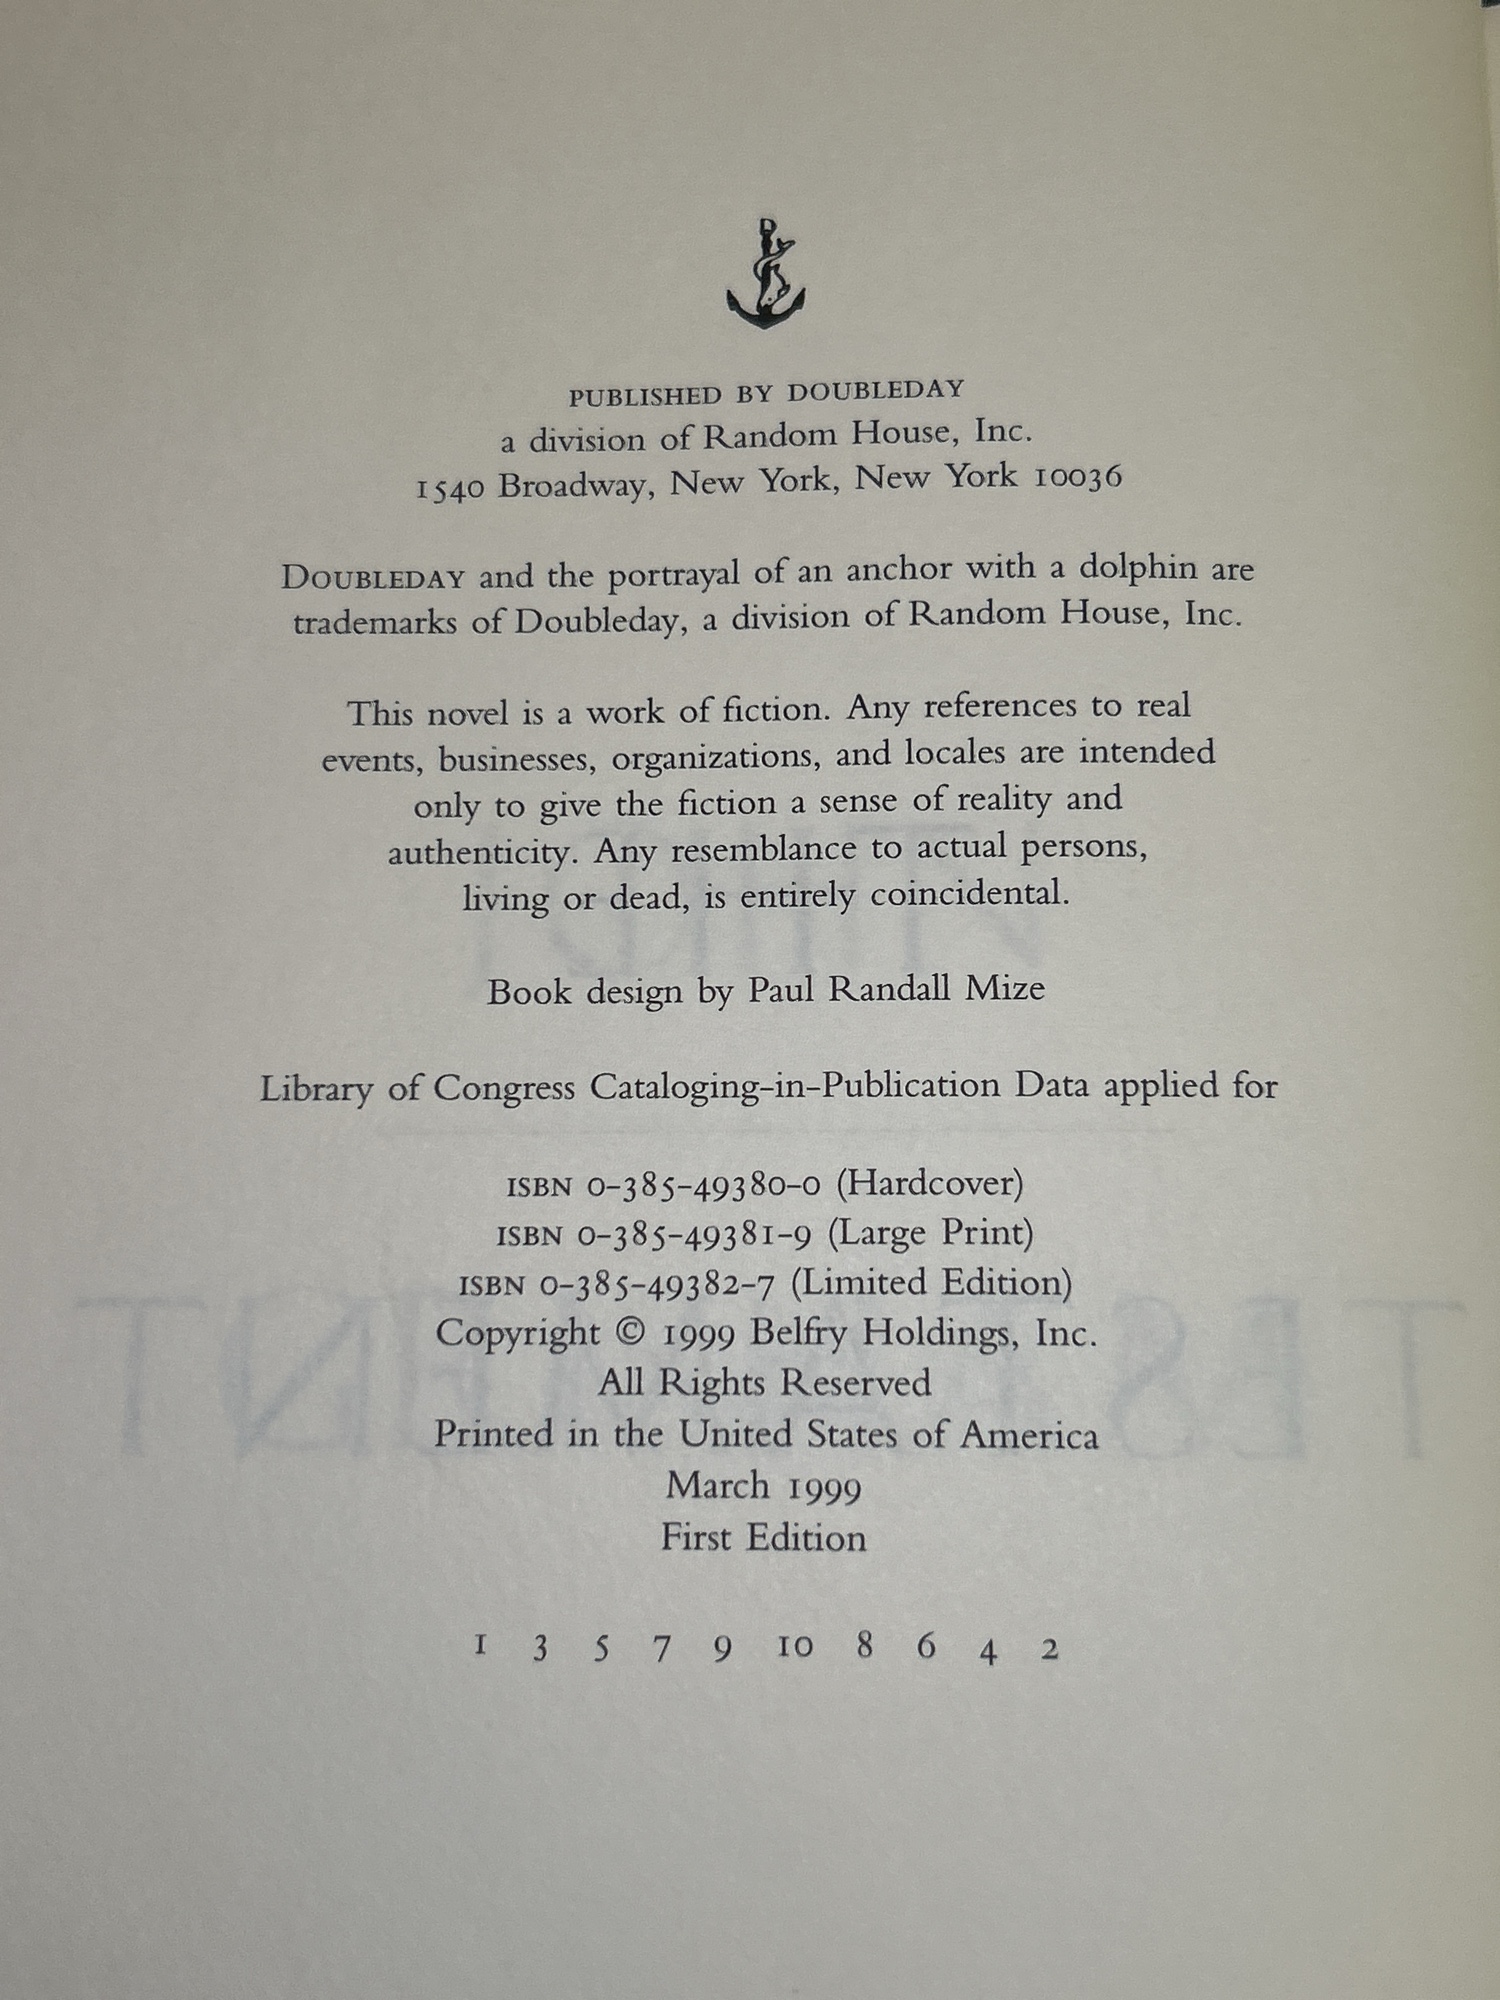 PUBLISHED BY DOUBLEDAY
a division of Random House, Inc.
1540 Broadway, New York, New York 10036
DOUBLEDAY and the portrayal of an anchor with a dolphin are
trademarks of Doubleday, a division of Random House, Inc.
This novel is a work of fiction. Any references to real
events, businesses, organizations, and locales are intended
only to give the fiction a sense of reality and
authenticity. Any resemblance to actual persons,
living or dead, is entirely coincidental.
Book design by Paul Randall Mize
Library of Congress Cataloging-in-Publication Data applied for
ISBN 0-385-49380-0 (Hardcover)
ISBN 0-385-49381-9 (Large Print)
ISBN 0-385-49382-7 (Limited Edition)
Copyright © 1999 Belfry Holdings, Inc.
All Rights Reserved
Printed in the United States of America
March 1999
First Edition
1 3 5 7 9 10 8 6 4 2